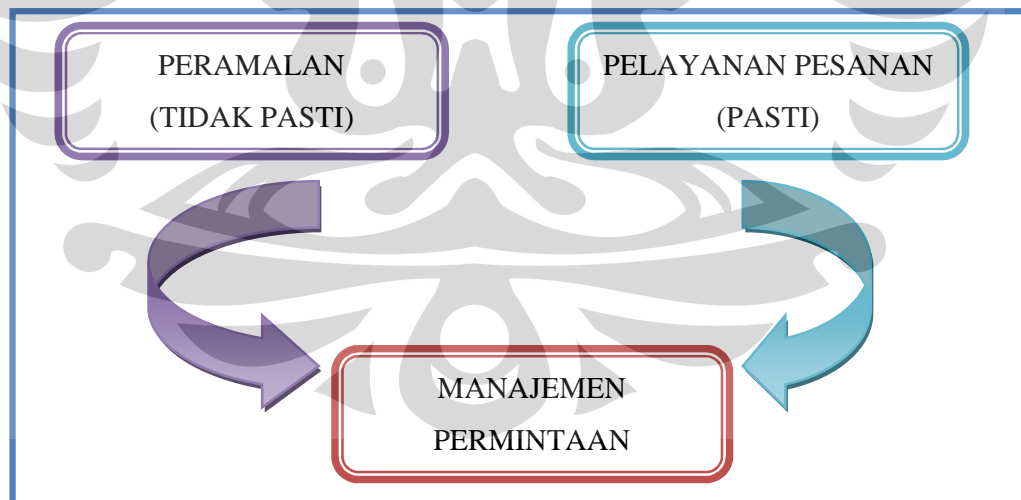 PERAMALAN
(TIDAK PASTI)
PELAYANAN PESANAN
(PASTI)
MANAJEMEN
PERMINTAAN